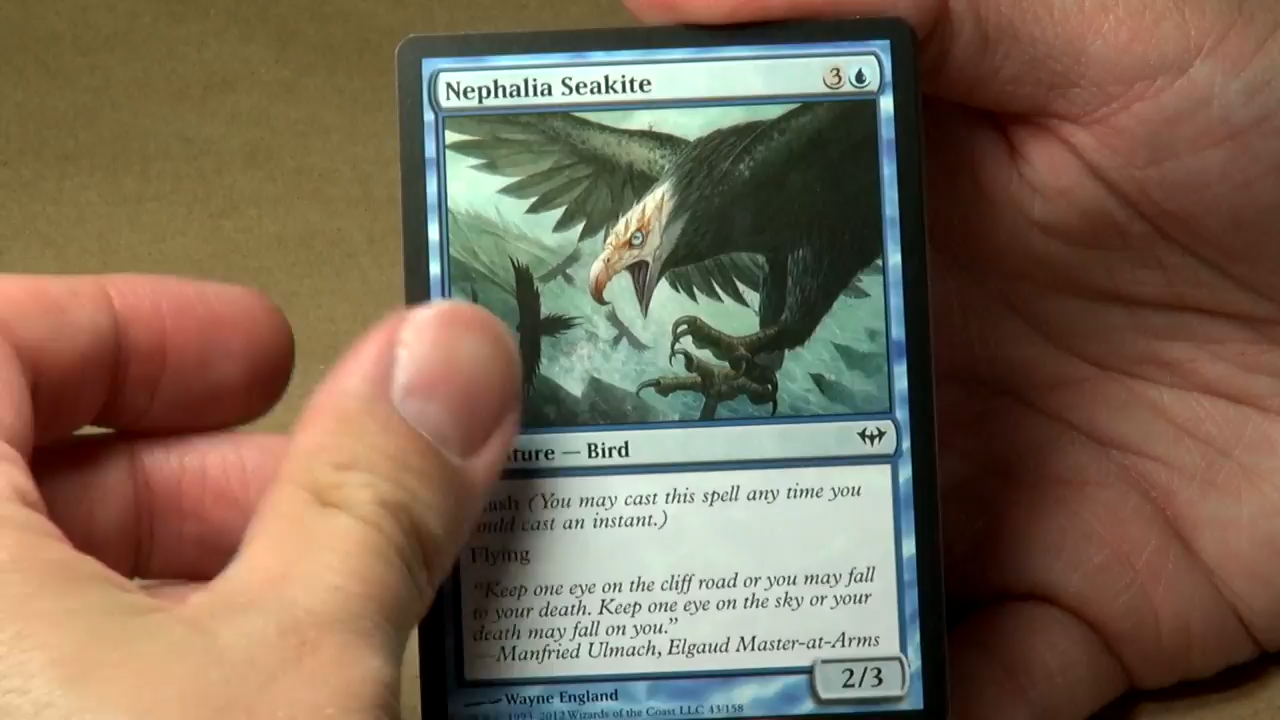 Nephalia Seakite 3
ture — Bird
ush (You may cast this spell any time you
ould cast an instant.)
Flying
"Keep one eye on the cliff road or you may fall
to your death. Keep one eye on the sky or your
death may fall on you."
—Manfried Ulmach, Elgaud Master-at-Arms
2/3
Wayne England
1993–2012 Wizards of the Coast LLC 43/158